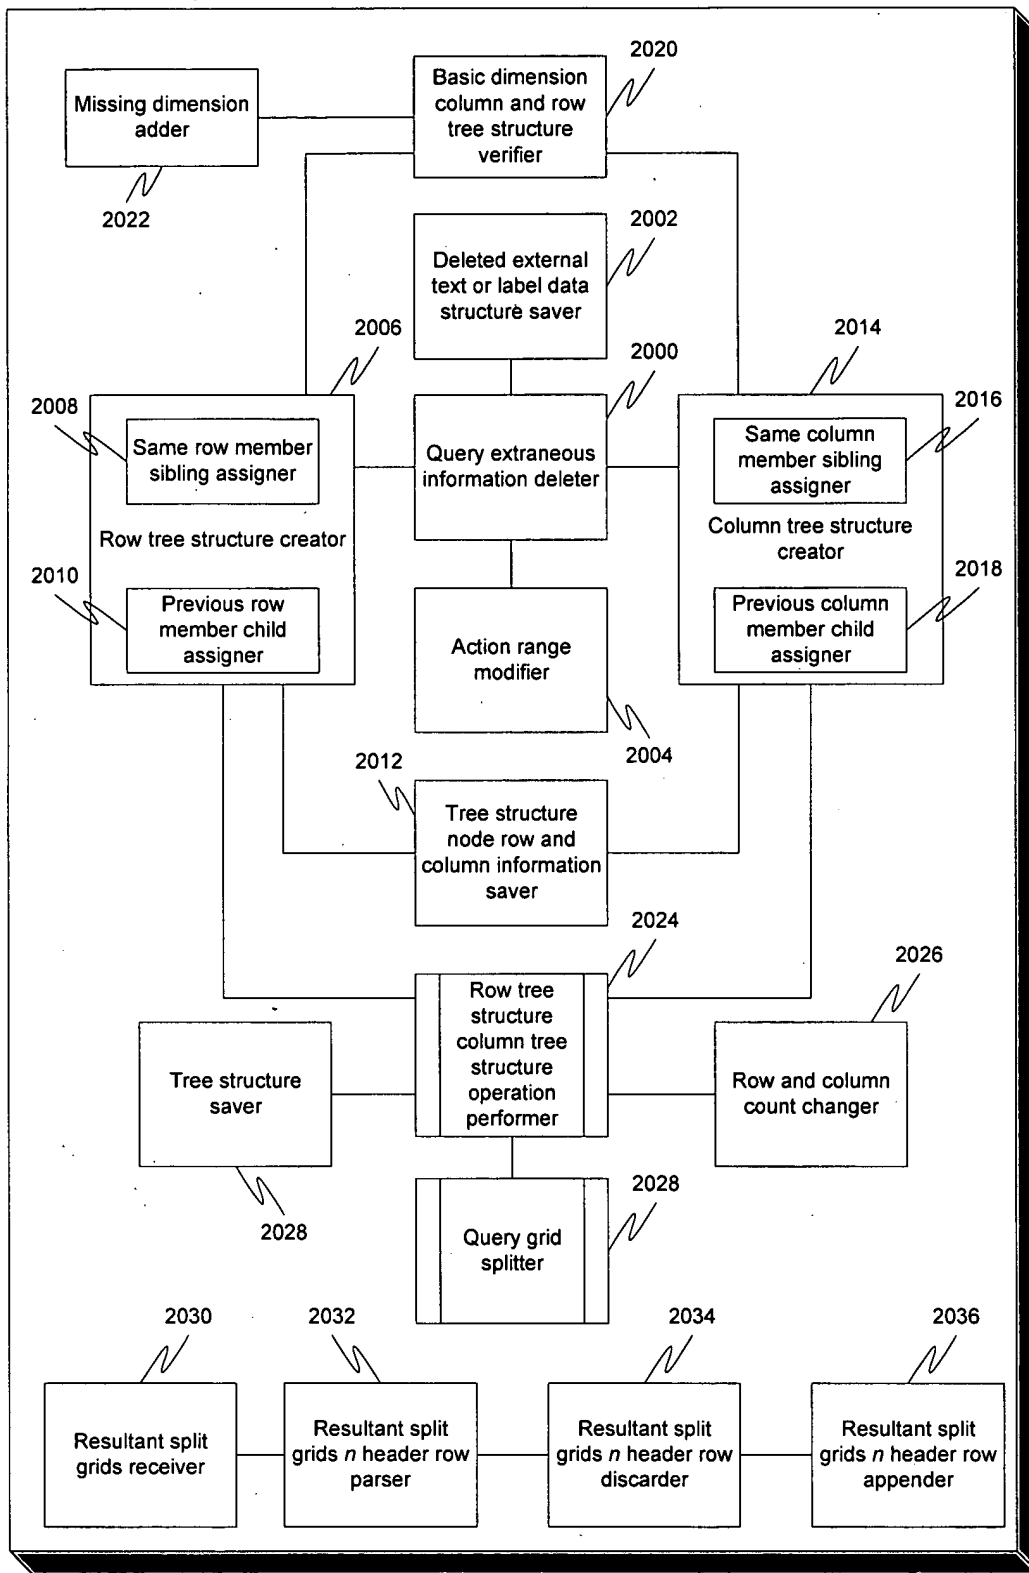 2020
Basic dimension
column and row
tree structure
verifier
Missing dimension
adder
2022
2002
Deleted external
text or label data
structure saver
2006
2014
2000
2008
Same row member
sibling assigner
Query extraneous
information deleter
Same column
member sibling
assigner
2016
Row tree structure creator
Column tree structure
creator
2010
Previous row
member child
assigner
Action range
modifier
Previous column
member child
assigner
2018
2004
2012
Tree structure
node row and
column information
saver
2024
2026
Row tree
structure
column tree
structure
operation
performer
Tree structure
saver
Row and column
count changer
2028
2028
Query grid
splitter
2030
2032
2034
2036
Resultant split
grids receiver
Resultant split
grids n header row
parser
Resultant split
grids n header row
discarder
Resultant split
grids n header row
appender